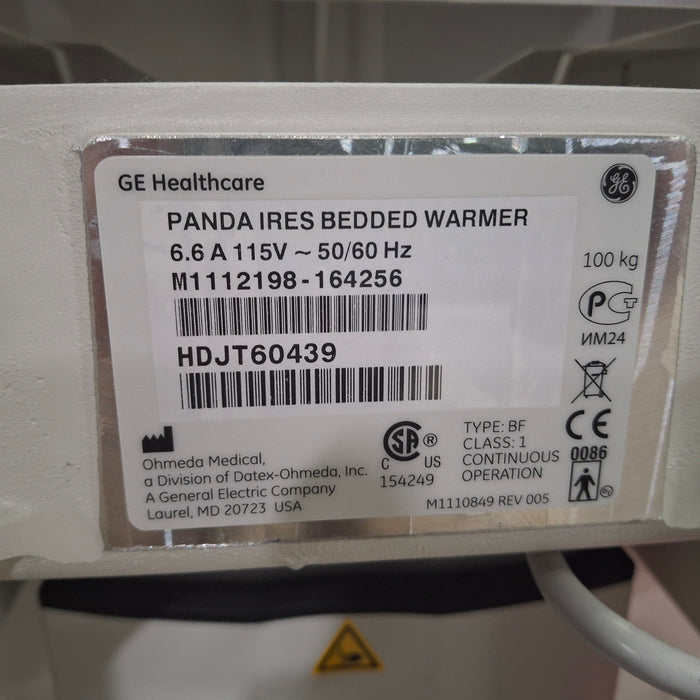 GE Healthcare
GE
PANDA IRES BEDDED WARMER
6.6 A 115V ~ 50/60 Hz
M1112198-164256
HDJT60439
100 kg
ИМ24
Ohmeda Medical,
a Division of Datex-Ohmeda, Inc.
A General Electric Company
Laurel, MD 20723 USA
SA ®
C US
154249
TYPE: BF
CLASS: 1
CONTINUOUS
OPERATION
CE
0086
M1110849 REV 005